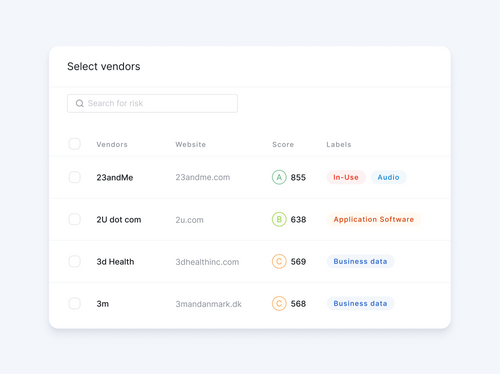 Select vendors
Search for risk
Vendors Website Score Labels
23andMe 23andme.com A 855 In-Use Audio
2U dot com 2u.com B 638 Application Software
3d Health 3dhealthinc.com C 569 Business data
3m 3mandanmark.dk C 568 Business data